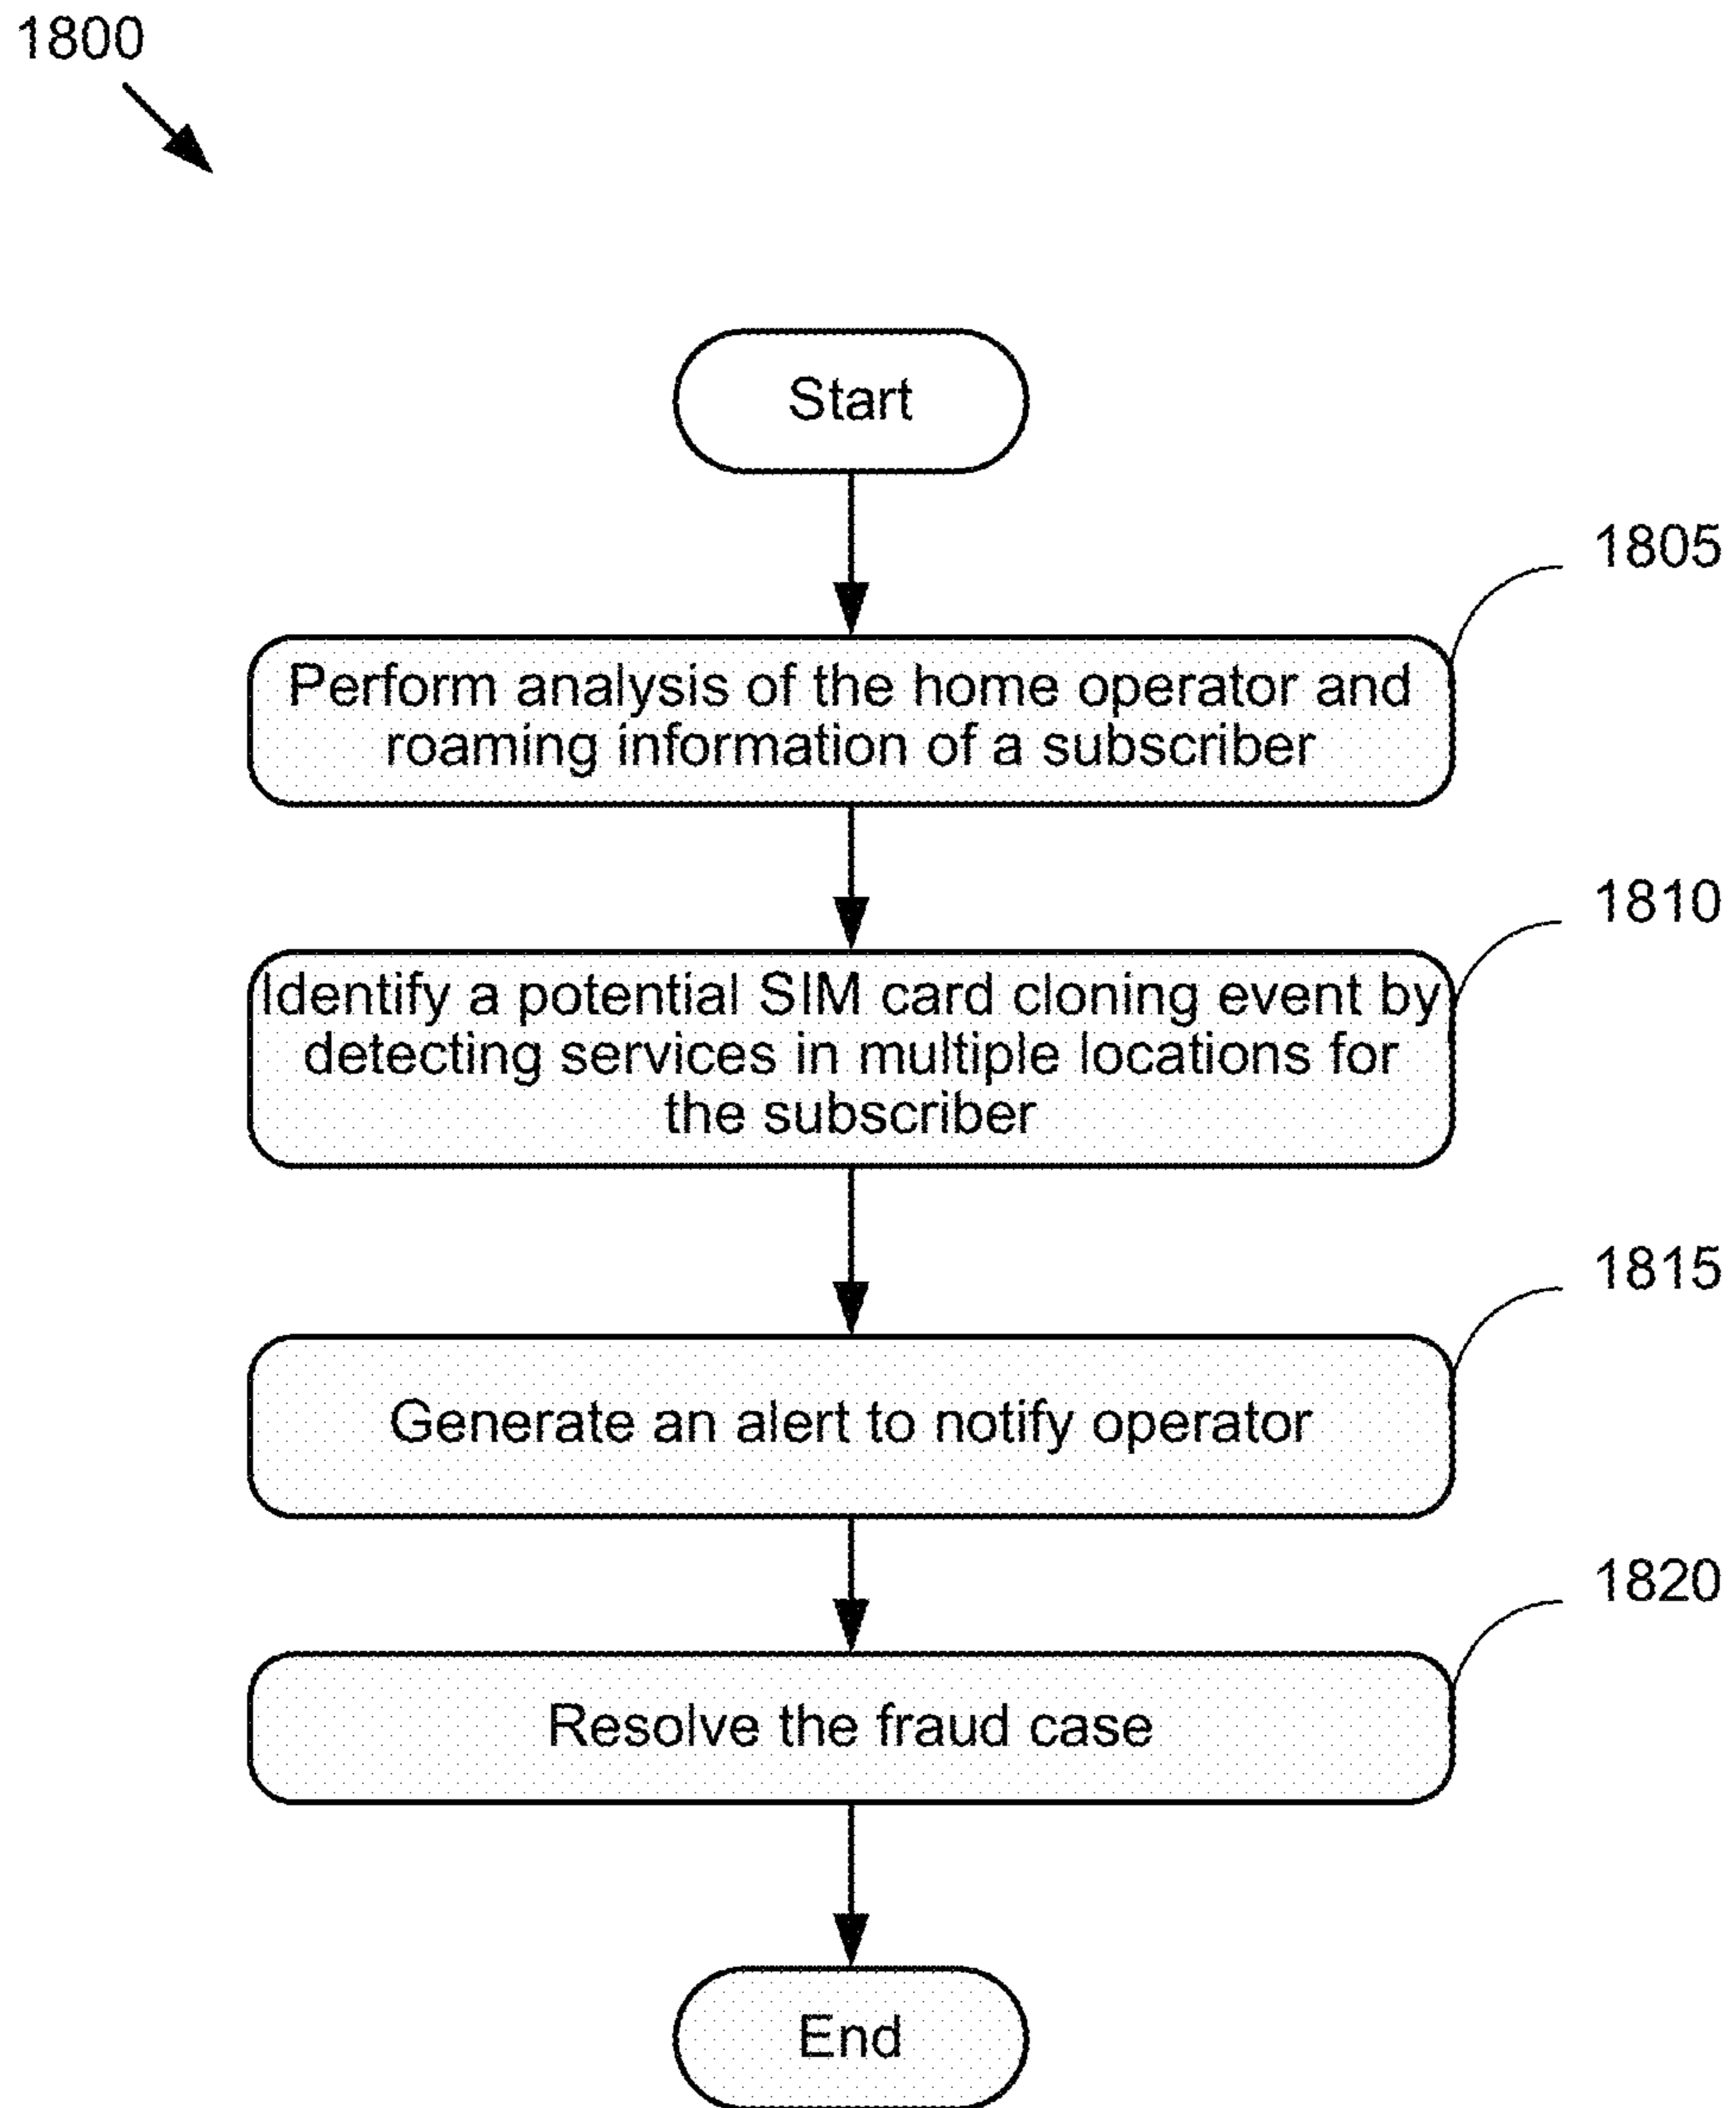 1800
Start
1805
Perform analysis of the home operator and
roaming information of a subscriber
1810
Identify a potential SIM card cloning event by
detecting services in multiple locations for
the subscriber
1815
Generate an alert to notify operator
1820
Resolve the fraud case
End